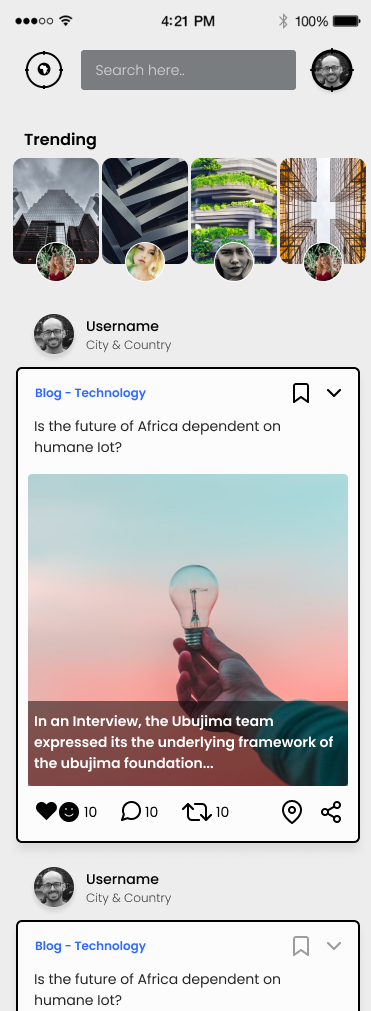 4:21 PM 100%
Search here..
Trending
Username
City & Country
Blog - Technology
Is the future of Africa dependent on
humane Iot?
In an Interview, the Ubujima team
expressed its the underlying framework of
the ubujima foundation...
10 10 10
Username
City & Country
Blog - Technology
Is the future of Africa dependent on
humane Iot?